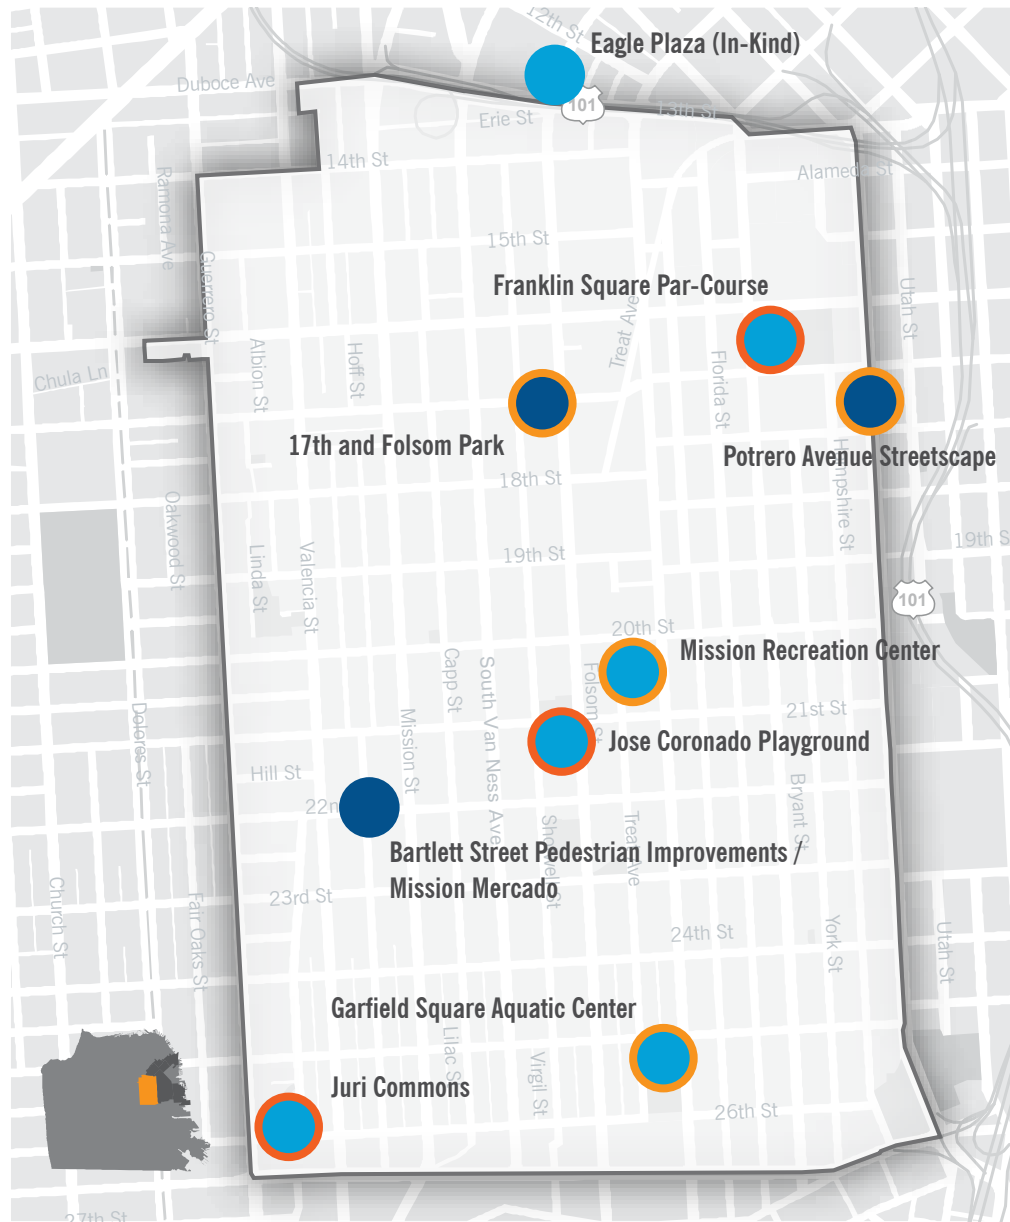 12th St
Eagle Plaza (In-Kind)
Duboce Ave
101
13th St
Erie St
14th St
Alameda St
Ramona Ave
15th St
Guerrero St
Franklin Square Par-Course
Utah St
Treat Ave
Albion St
Hoff St
Florida St
Chula Ln
17th and Folsom Park
Potrero Avenue Streetscape
18th St
Hampshire St
Oakwood St
Linda St
Valencia St
19th St
19th S
101
20th St
Mission Recreation Center
Capp St
South Van Ness Ave
Folsom St
21st St
Dolores St
Mission St
Jose Coronado Playground
Hill St
Bryant St
22n
Shotwell St
Treat Ave
Bartlett Street Pedestrian Improvements /
Mission Mercado
23rd St
Church St
Fair Oaks St
24th St
York St
Utah St
Garfield Square Aquatic Center
Lilac S
Virgil St
Juri Commons
26th St
27th St